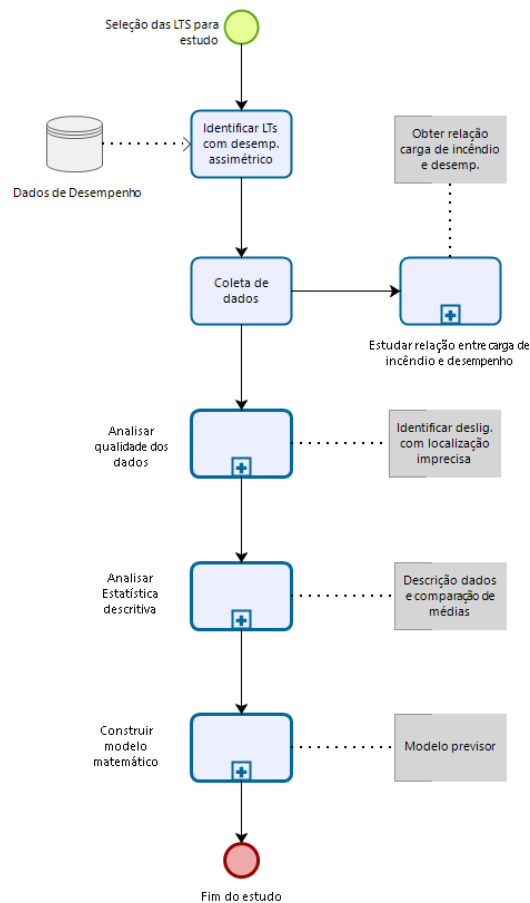 Seleção das LTS para
estudo
Identificar LTs
com desemp.
assimétrico
Dados de Desempenho
Obter relação
carga de incêndio
e desemp.
Coleta de
dados
Estudar relação entre carga de
incêndio e desempenho
Analisar
qualidade dos
dados
Identificar deslig.
com localização
imprecisa
Analisar
Estatística
descritiva
Descrição dados
e comparação de
médias
Construir
modelo
matemático
Modelo previsor
Fim do estudo